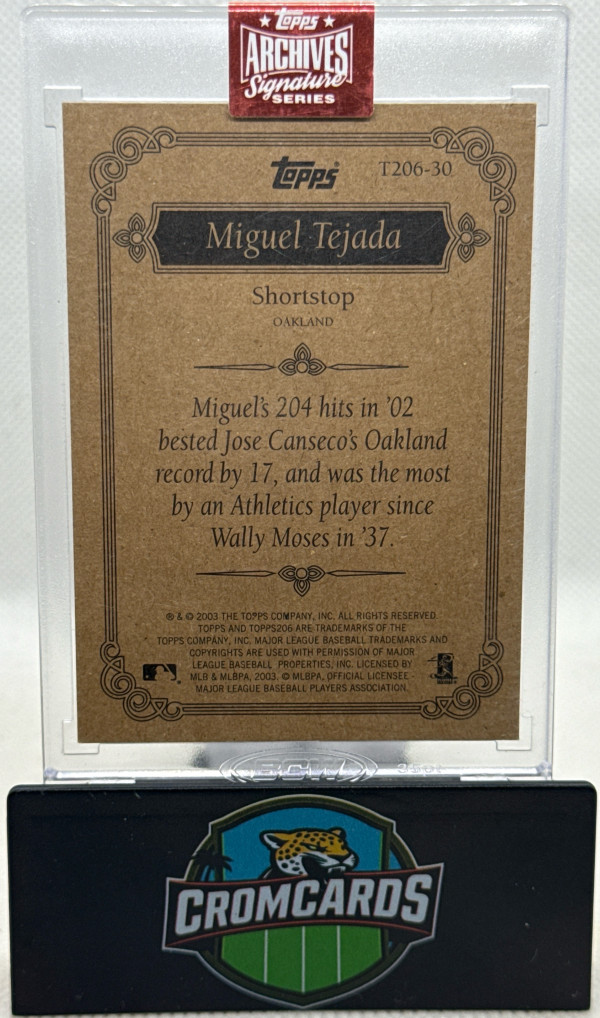 Topps
ARCHIVES
Signature
SERIES
Topps
T206-30
Miguel Tejada
Shortstop
OAKLAND
Miguel's 204 hits in '02
bested Jose Canseco's Oakland
record by 17, and was the most
by an Athletics player since
Wally Moses in '37.
® & © 2003 THE TOPPS COMPANY, INC. ALL RIGHTS RESERVED.
TOPPS AND TOPPS206 ARE TRADEMARKS OF THE
TOPPS COMPANY, INC. MAJOR LEAGUE BASEBALL TRADEMARKS AND
COPYRIGHTS ARE USED WITH PERMISSION OF MAJOR
LEAGUE BASEBALL PROPERTIES, INC. LICENSED BY
MLB & MLBPA, 2003. © MLBPA, OFFICIAL LICENSEE-
MAJOR LEAGUE BASEBALL PLAYERS ASSOCIATION.
BCW
35pt
CROMCARDS